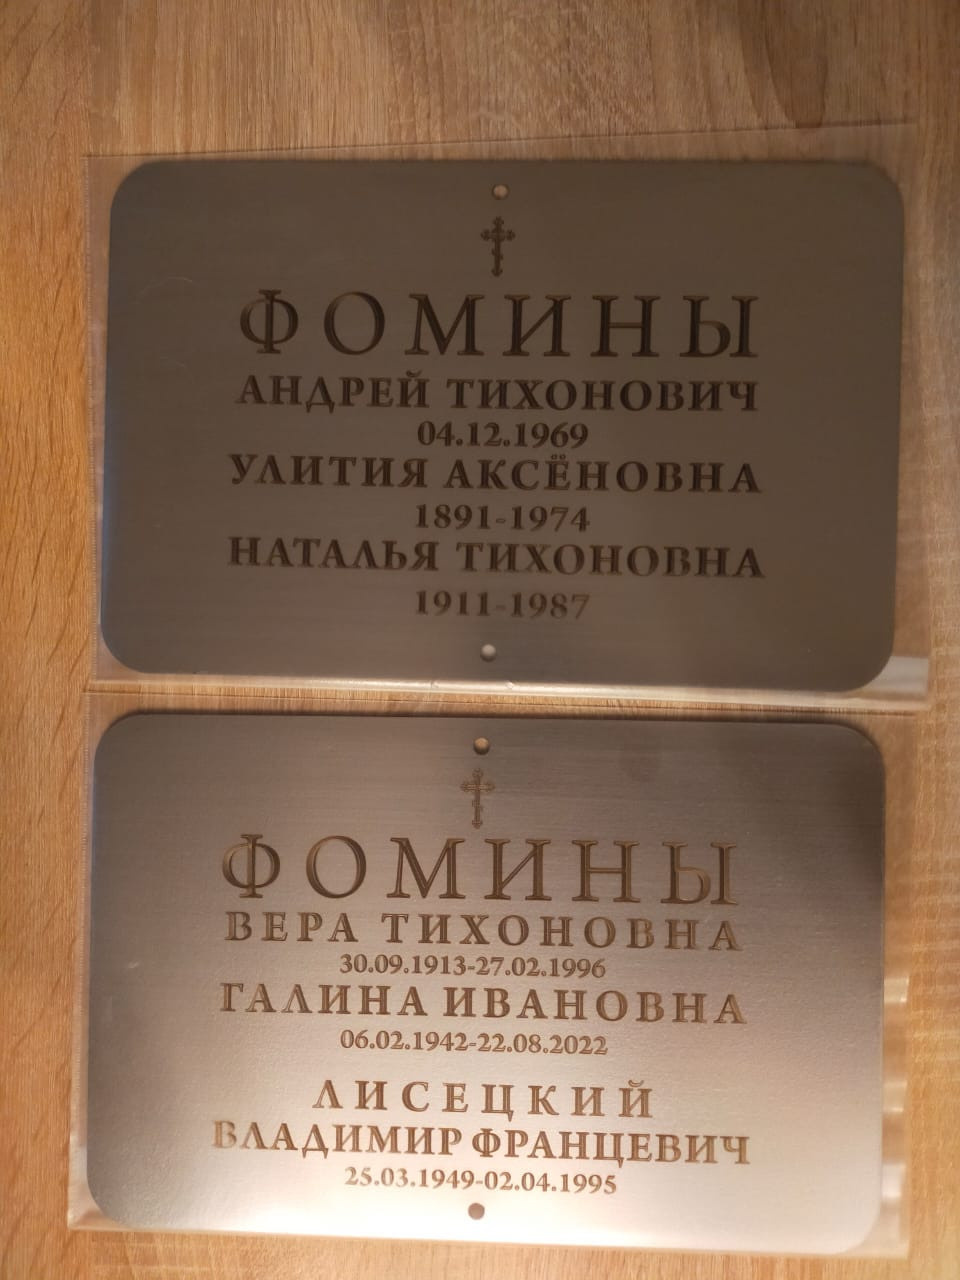 ФОМИНЫ
АНДРЕЙ ТИХОНОВИЧ
04.12.1969
УЛИТИЯ АКСЁНОВНА
1891-1974
НАТАЛЬЯ ТИХОНОВНА
1911-1987
ФОМИНЫ
ВЕРА ТИХОНОВНА
30.09.1913-27.02.1996
ГАЛИНА ИВАНОВНА
06.02.1942-22.08.2022
ЛИСЕЦКИЙ
ВЛАДИМИР ФРАНЦЕВИЧ
25.03.1949-02.04.1995